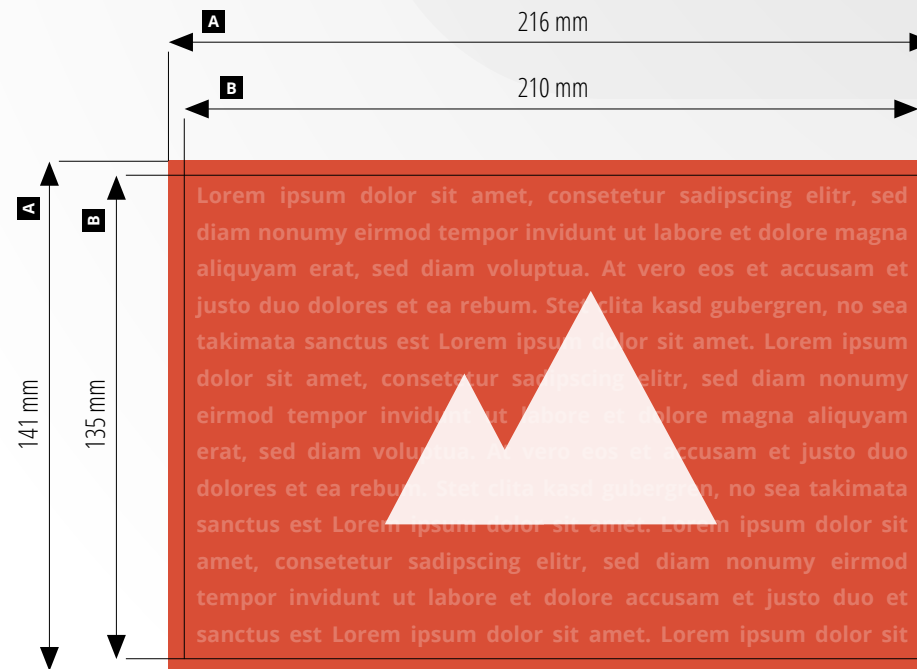 A
216 mm
B
210 mm
A
B
141 mm
135 mm
Lorem ipsum dolor sit amet, consetetur sadipscing elitr, sed
diam nonumy eirmod tempor invidunt ut labore et dolore magna
aliquyam erat, sed diam voluptua. At vero eos et accusam et
justo duo dolores et ea rebum. Stet clita kasd gubergren, no sea
takimata sanctus est Lorem ipsum dolor sit amet. Lorem ipsum
dolor sit amet, consetetur sadipscing elitr, sed diam nonumy
eirmod tempor invidunt ut labore et dolore magna aliquyam
erat, sed diam voluptua. At vero eos et accusam et justo duo
dolores et ea rebum. Stet clita kasd gubergren, no sea takimata
sanctus est Lorem ipsum dolor sit amet. Lorem ipsum dolor sit
amet, consetetur sadipscing elitr, sed diam nonumy eirmod
tempor invidunt ut labore et dolore accusam et justo duo et
sanctus est Lorem ipsum dolor sit amet. Lorem ipsum dolor sit